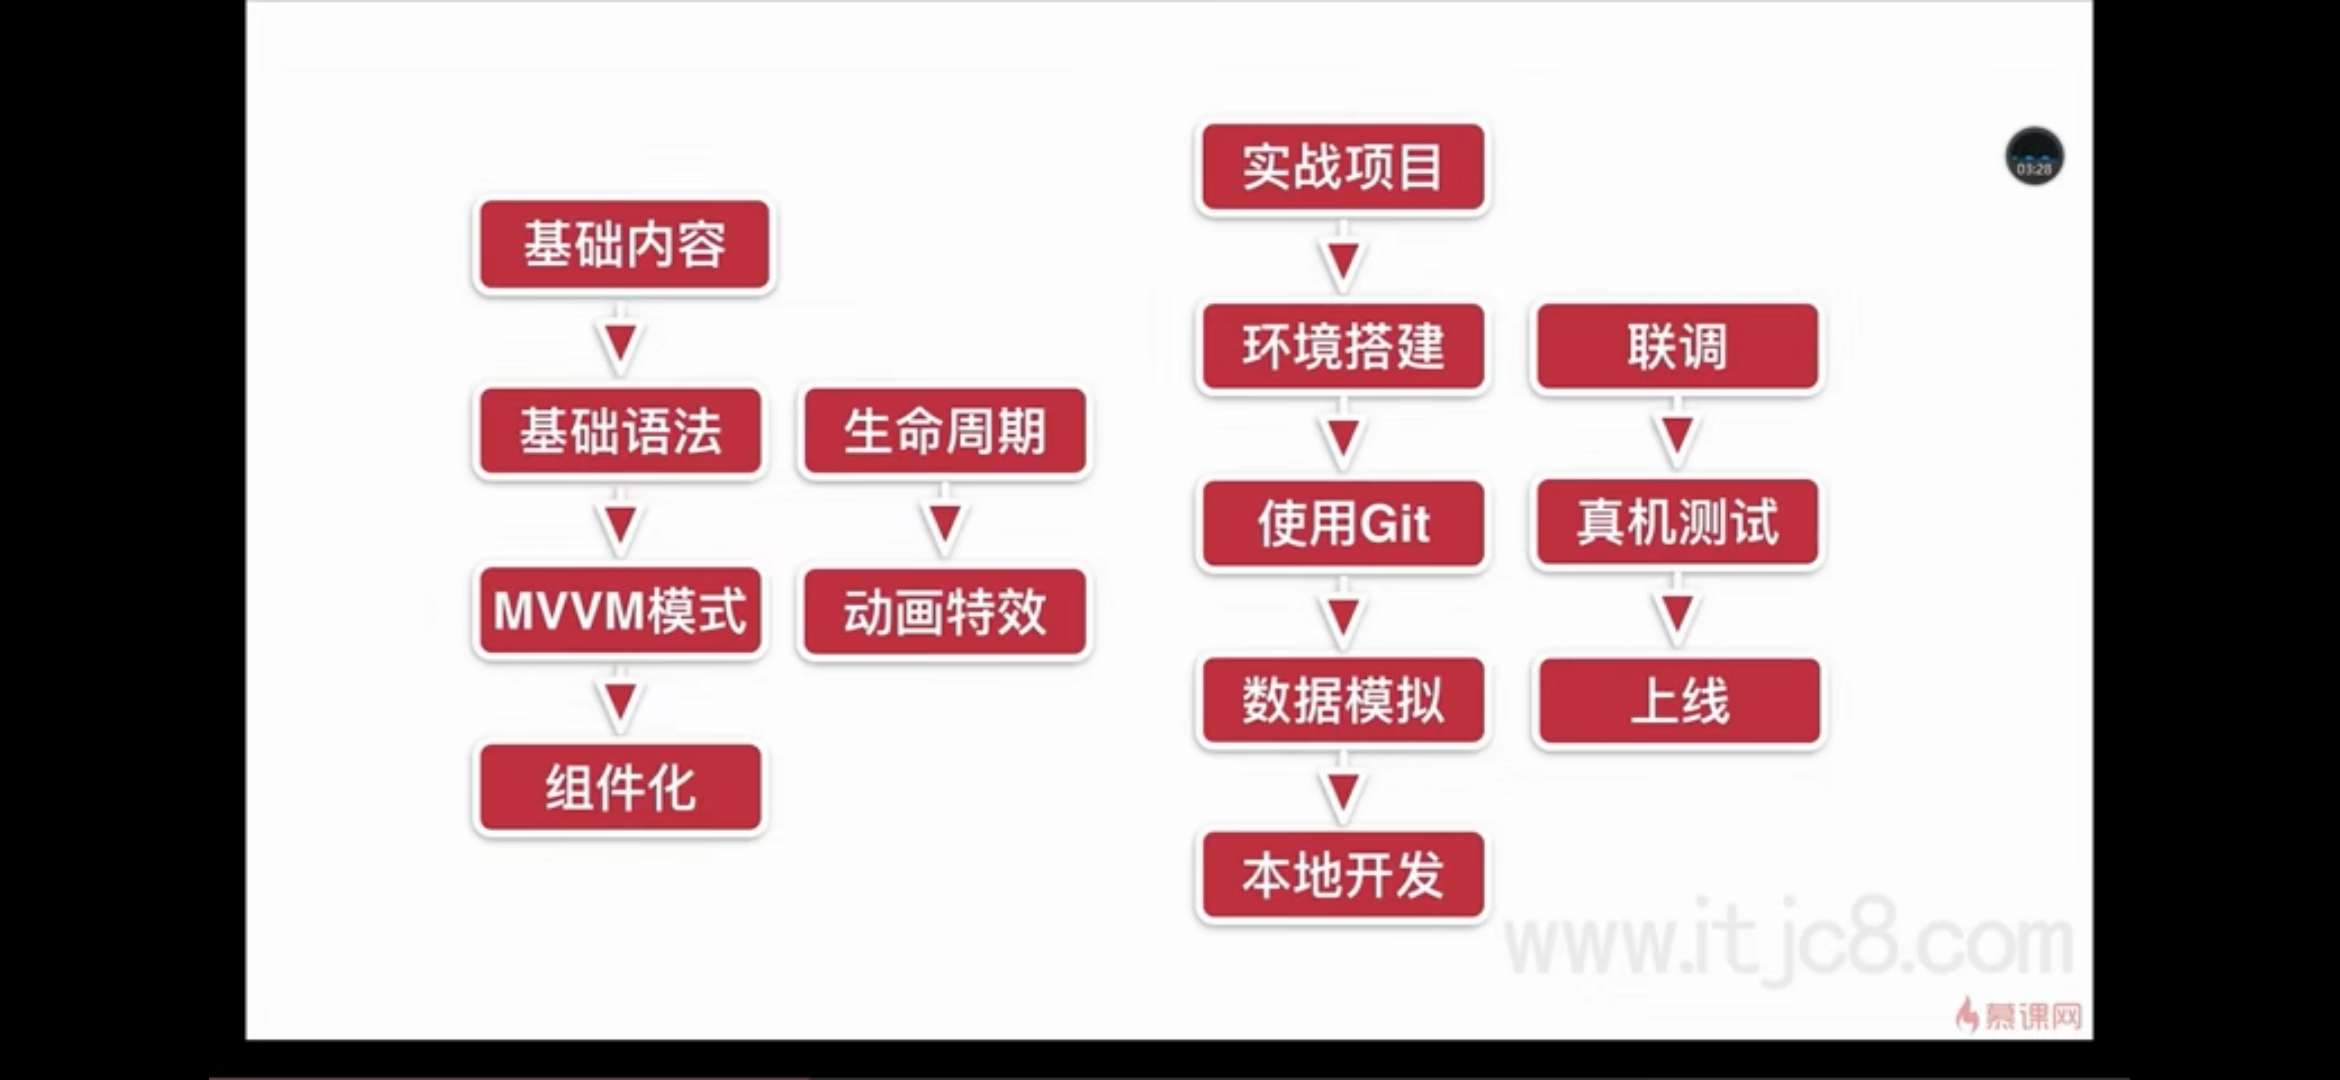 基础内容
基础语法
MVVM模式
组件化
生命周期
动画特效
实战项目
环境搭建
使用Git
数据模拟
本地开发
联调
真机测试
上线
03:28
www.itjc8.com
慕课网